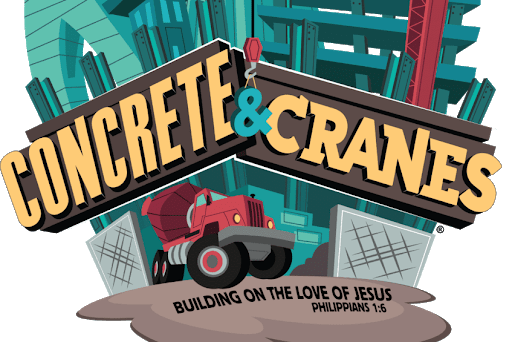 CONCRETE & CRANES
®
BUILDING ON THE LOVE OF JESUS
PHILIPPIANS 1:6